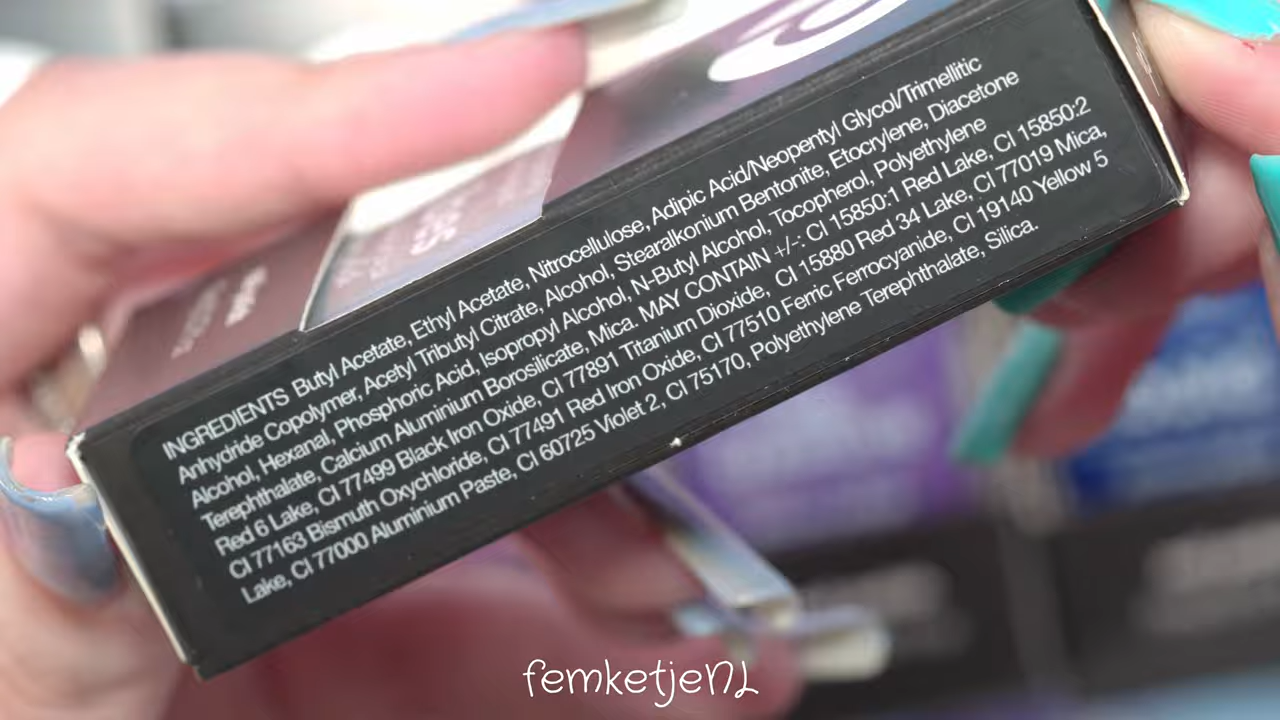 INGREDIENTS Butyl Acetate, Ethyl Acetate, Nitrocellulose, Adipic Acid/Neopentyl Glycol/Trimellitic
Anhydride Copolymer, Acetyl Tributyl Citrate, Alcohol, Stearalkonium Bentonite, Etocrylene, Diacetone
Alcohol, Hexanal, Phosphoric Acid, Isopropyl Alcohol, N-Butyl Alcohol, Tocopherol, Polyethylene
Terephthalate, Calcium Aluminium Borosilicate, Mica. MAY CONTAIN +/-: CI 15850:1 Red Lake, CI 15850:2
Red 6 Lake, CI 77499 Black Iron Oxide, CI 77891 Titanium Dioxide, CI 15880 Red 34 Lake, CI 77019 Mica,
CI 77163 Bismuth Oxychloride, CI 77491 Red Iron Oxide, CI 77510 Ferric Ferrocyanide, CI 19140 Yellow 5
Lake, CI 77000 Aluminium Paste, CI 60725 Violet 2, CI 75170, Polyethylene Terephthalate, Silica.
femketjeNL